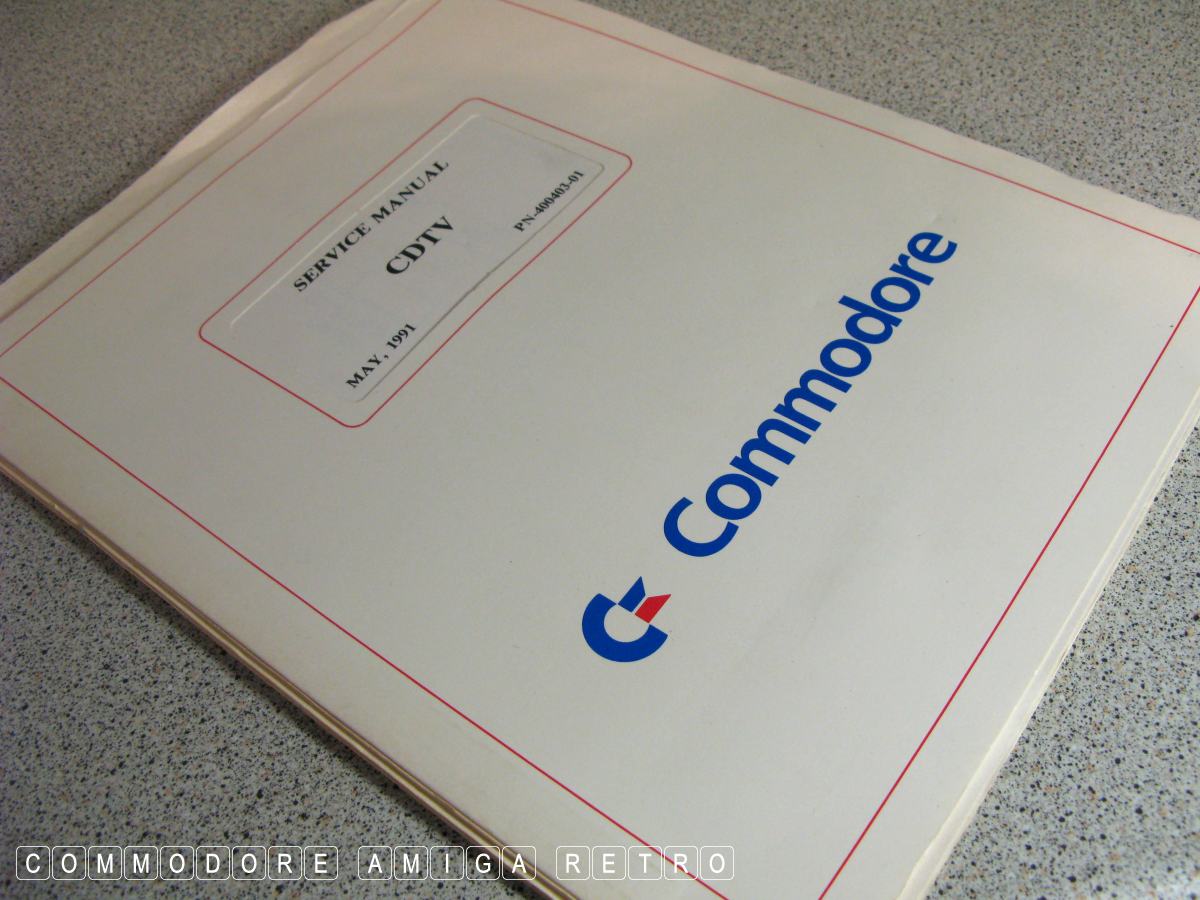 SERVICE MANUAL
CDTV
MAY, 1991 PN-400403-01
Commodore
COMMODORE AMIGA RETRO